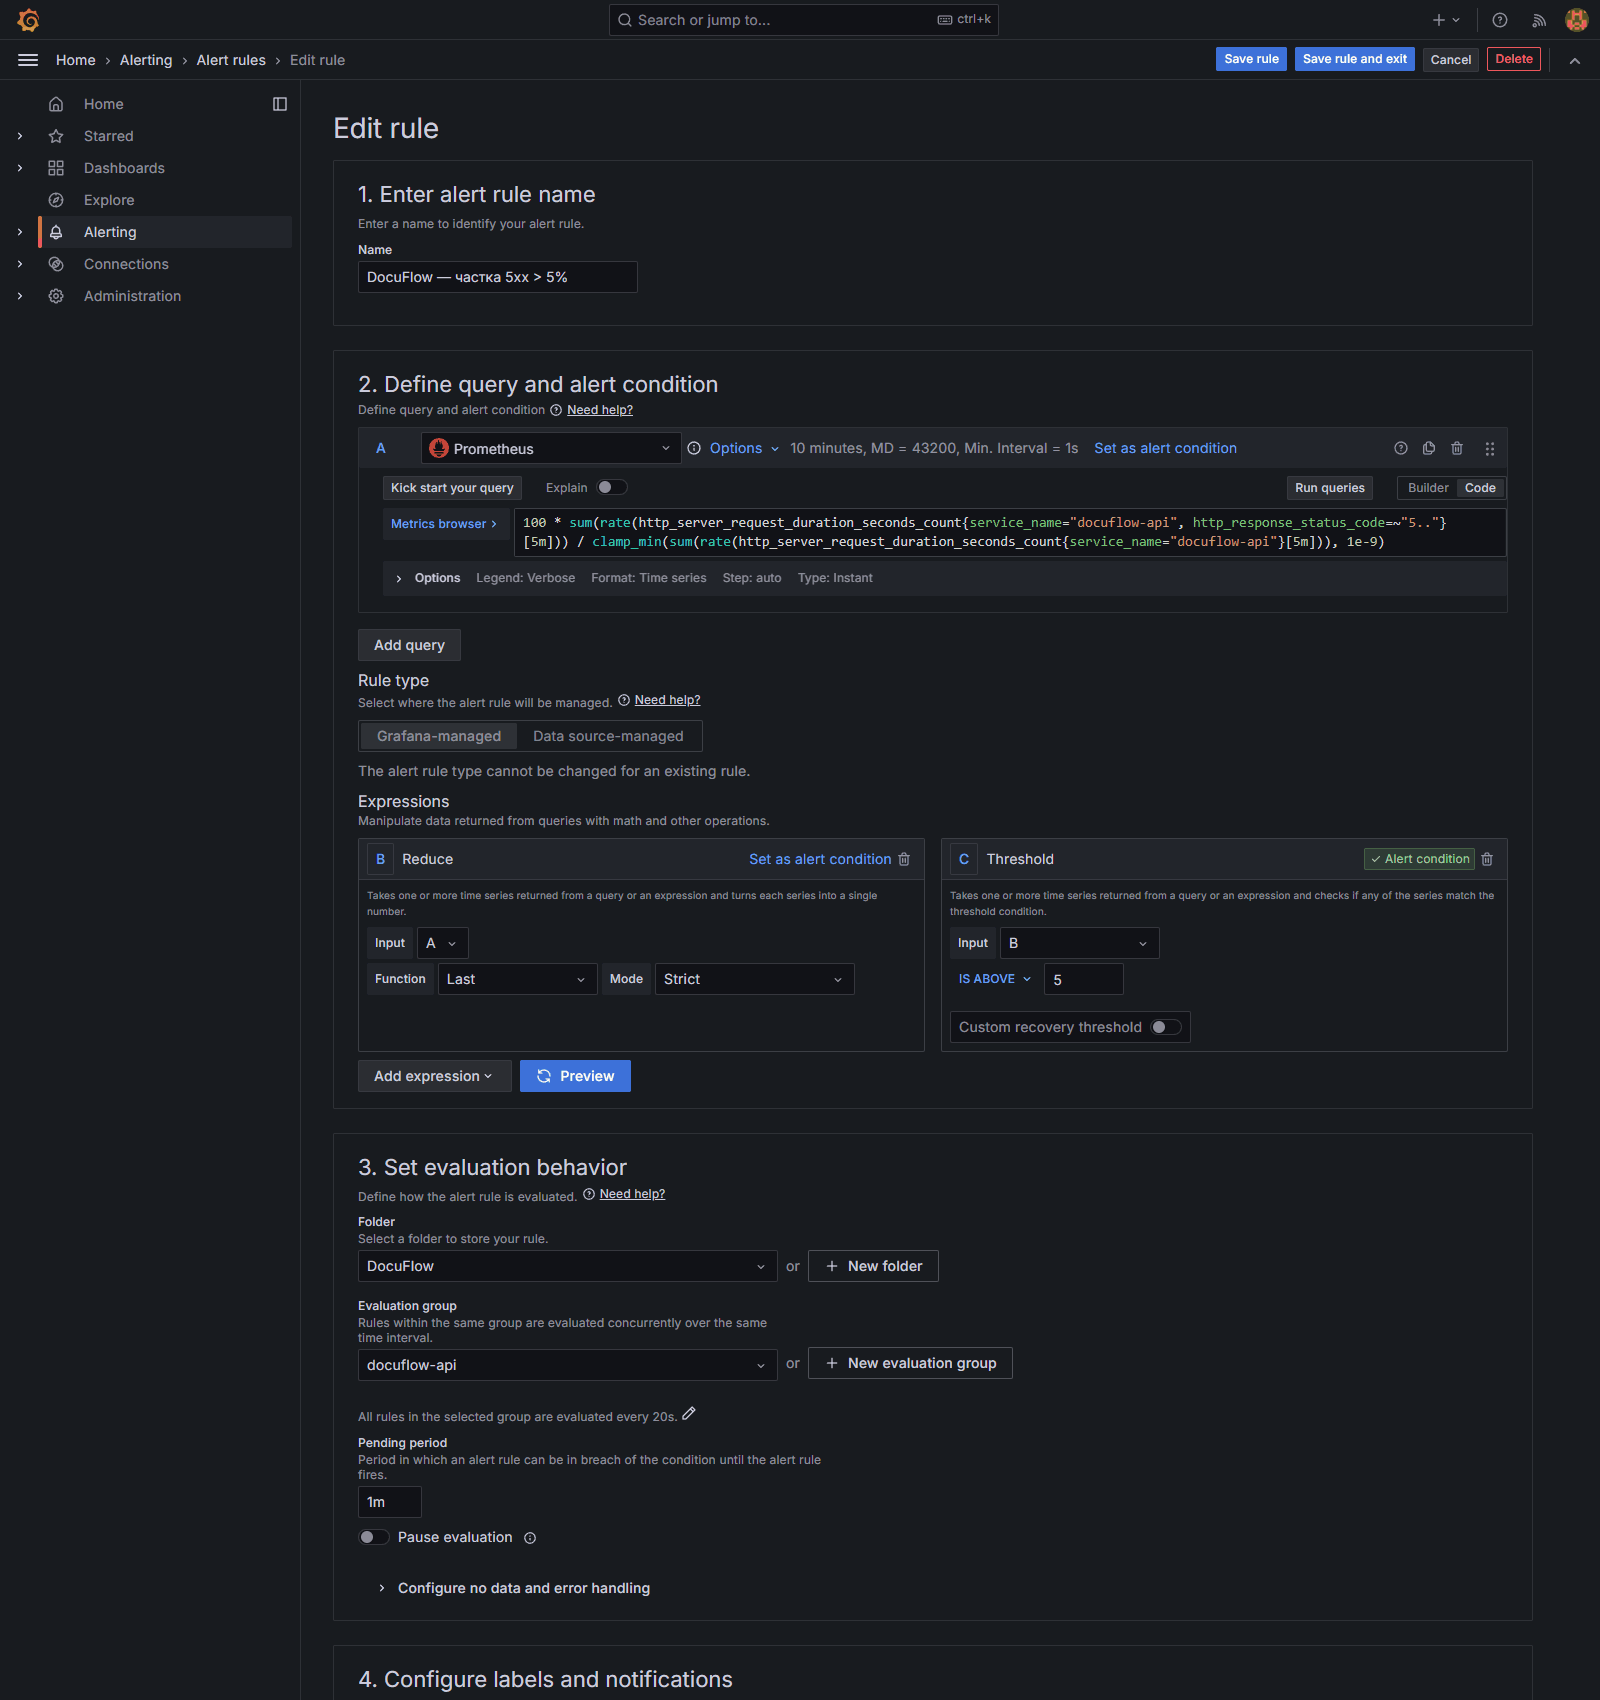 Search or jump to...
ctrl+k
Home › Alerting › Alert rules › Edit rule
Save rule
Save rule and exit
Cancel
Delete
Home
Starred
Dashboards
Explore
Alerting
Connections
Administration
Edit rule
1. Enter alert rule name
Enter a name to identify your alert rule.
Name
DocuFlow — частка 5xx > 5%
2. Define query and alert condition
Define query and alert condition Need help?
A Prometheus Options 10 minutes, MD = 43200, Min. Interval = 1s Set as alert condition
Kick start your query Explain Run queries Builder Code
Metrics browser >
100 * sum(rate(http_server_request_duration_seconds_count{service_name="docuflow-api", http_response_status_code=~"5.."}
[5m])) / clamp_min(sum(rate(http_server_request_duration_seconds_count{service_name="docuflow-api"}[5m])), 1e-9)
Options Legend: Verbose Format: Time series Step: auto Type: Instant
Add query
Rule type
Select where the alert rule will be managed. Need help?
Grafana-managed Data source-managed
The alert rule type cannot be changed for an existing rule.
Expressions
Manipulate data returned from queries with math and other operations.
B Reduce Set as alert condition
Takes one or more time series returned from a query or an expression and turns each series into a single
number.
Input A
Function Last Mode Strict
C Threshold Alert condition
Takes one or more time series returned from a query or an expression and checks if any of the series match the
threshold condition.
Input B
IS ABOVE 5
Custom recovery threshold
Add expression
Preview
3. Set evaluation behavior
Define how the alert rule is evaluated. Need help?
Folder
Select a folder to store your rule.
DocuFlow or + New folder
Evaluation group
Rules within the same group are evaluated concurrently over the same
time interval.
docuflow-api or + New evaluation group
All rules in the selected group are evaluated every 20s.
Pending period
Period in which an alert rule can be in breach of the condition until the alert rule
fires.
1m
Pause evaluation
Configure no data and error handling
4. Configure labels and notifications